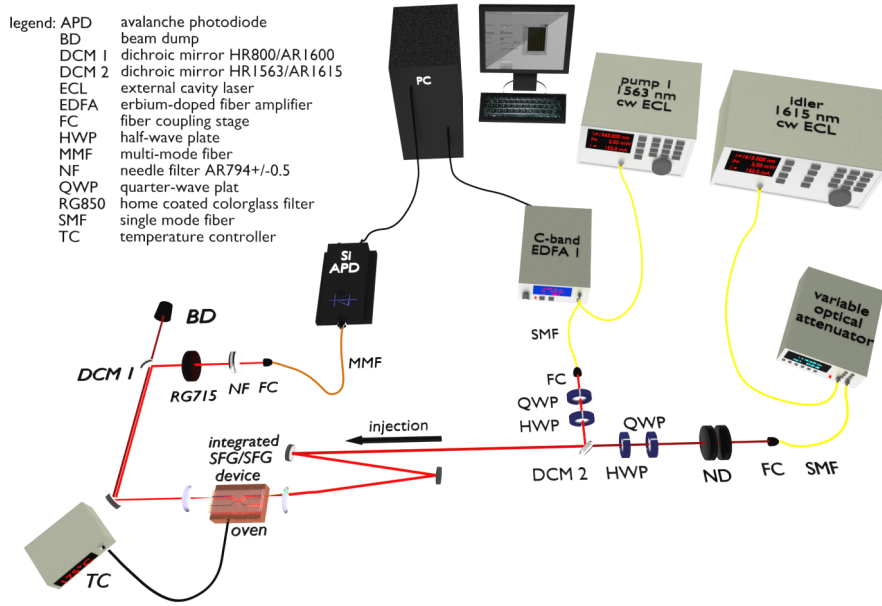 legend: APD avalanche photodiode
BD beam dump
DCM 1 dichroic mirror HR800/AR1600
DCM 2 dichroic mirror HR1563/AR1615
ECL external cavity laser
EDFA erbium-doped fiber amplifier
FC fiber coupling stage
HWP half-wave plate
MMF multi-mode fiber
NF needle filter AR794+/-0.5
QWP quarter-wave plat
RG850 home coated colorglass filter
SMF single mode fiber
TC temperature controller
PC
pump 1
1563 nm
cw ECL
Idler
1615 nm
cw ECL
SI
APD
C-band
EDFA 1
variable
optical
attenuator
BD
DCM 1
RG715
NF
FC
MMF
SMF
FC
QWP
HWP
injection
DCM 2
HWP
QWP
ND
FC
SMF
integrated
SFG/SFG
device
oven
TC